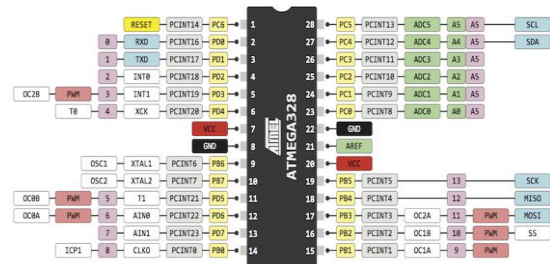 RESET PCINT14 PC6 1
0 RXD PCINT16 PD0 2
1 TXD PCINT17 PD1 3
2 INT0 PCINT18 PD2 4
OC2B PWM 3 INT1 PCINT19 PD3 5
T0 4 XCK PCINT20 PD4 6
VCC 7
GND 8
OSC1 XTAL1 PCINT6 PB6 9
OSC2 XTAL2 PCINT7 PB7 10
OC0B PWM 5 T1 PCINT21 PD5 11
OC0A PWM 6 AIN0 PCINT22 PD6 12
7 AIN1 PCINT23 PD7 13
ICP1 8 CLKO PCINT0 PB0 14
ATMEL
ATMEGA328
28 PC5 PCINT13 ADC5 A5 A5 SCL
27 PC4 PCINT12 ADC4 A4 A5 SDA
26 PC3 PCINT11 ADC3 A3 A5
25 PC2 PCINT10 ADC2 A2 A5
24 PC1 PCINT9 ADC1 A1 A5
23 PC0 PCINT8 ADC0 A0 A5
22 GND
21 AREF
20 VCC
19 PB5 PCINT5 13 SCK
18 PB4 PCINT4 12 MISO
17 PB3 PCINT3 OC2A 11 PWM MOSI
16 PB2 PCINT2 OC1B 10 PWM SS
15 PB1 PCINT1 OC1A 9 PWM